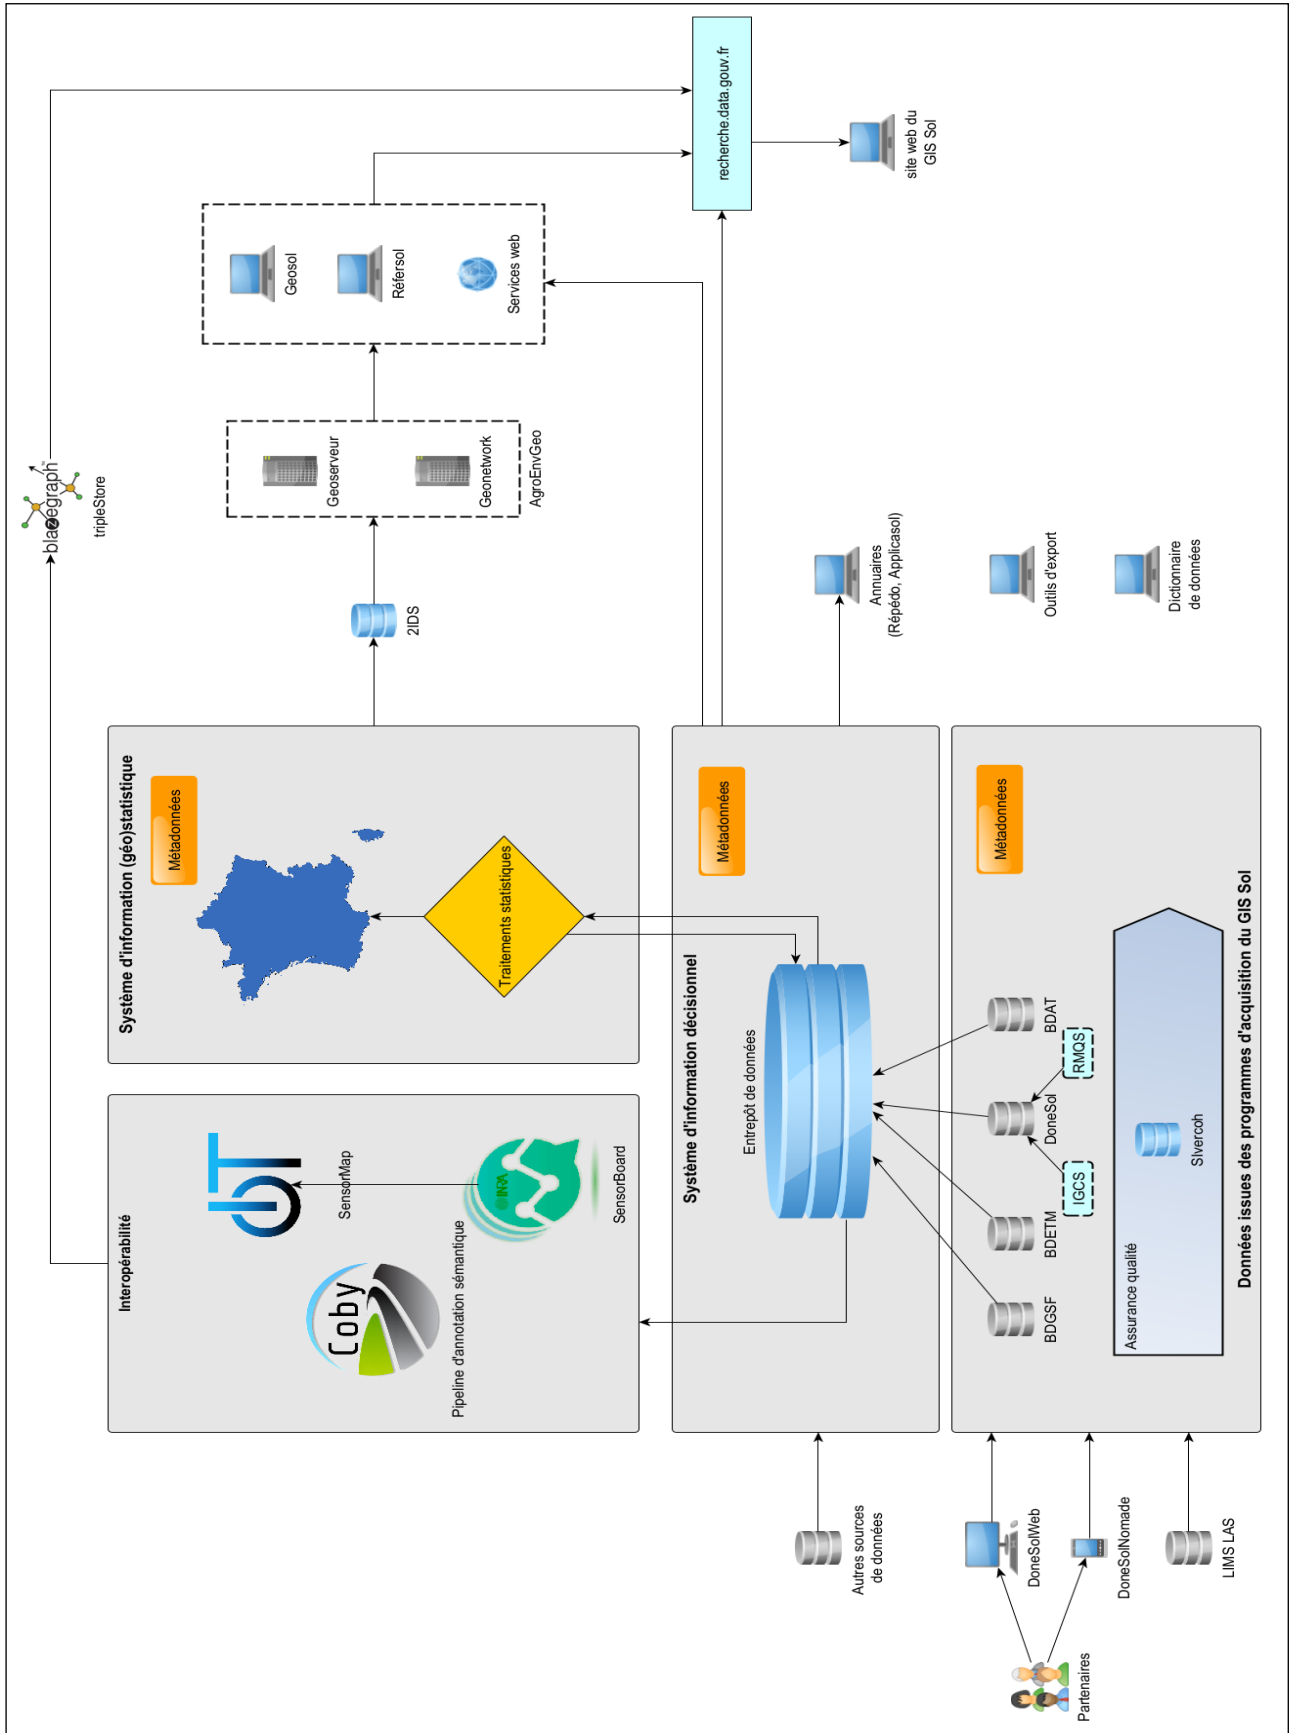 blazegraph™
tripleStore
Interopérabilité
SensorMap
Coby
Pipeline d'annotation sémantique
INRA
SensorBoard
Système d'information (géo)statistique
Métadonnées
Traitements statistiques
2IDS
Geoserveur
Geonetwork
AgroEnvGeo
Geosol
Réfersol
Services web
recherche.data.gouv.fr
site web du
GIS Sol
Autres sources
de données
Système d'information décisionnel
Métadonnées
Entrepôt de données
Annuaires
(Répédo, Applicasol)
Outils d'export
Dictionnaire
de données
Partenaires
DoneSolWeb
DoneSolNomade
LIMS LAS
BDGSF
BDETM
DoneSol
BDAT
IGCS
RMQS
Métadonnées
Assurance qualité
SIvercoh
Données issues des programmes d'acquisition du GIS Sol